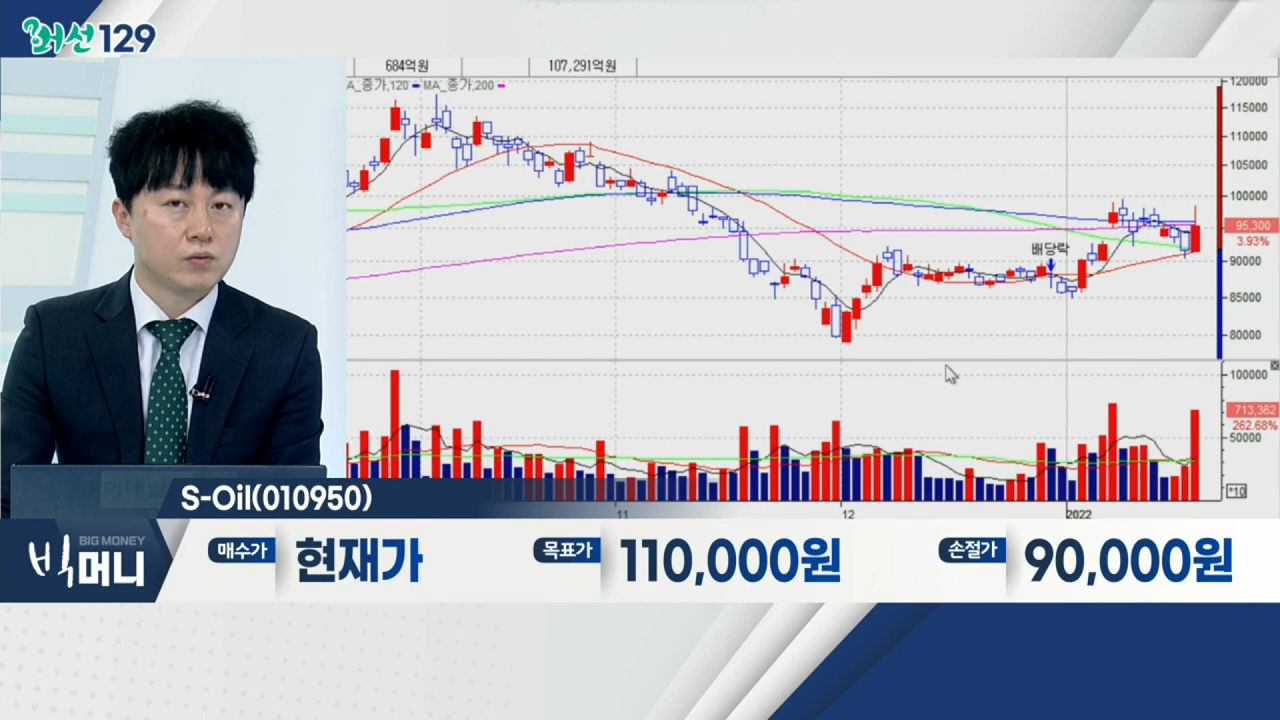 머선129
684억원 107,291억원
A_종가,120 MA_종가,200
120000
115000
110000
105000
100000
95,300
3.93%
90000
85000
80000
배당락
100000
713,362
262.68%
50000
*10
11 12 2022
S-Oil(010950)
BIG MONEY
빅머니
매수가 현재가
목표가 110,000원
손절가 90,000원